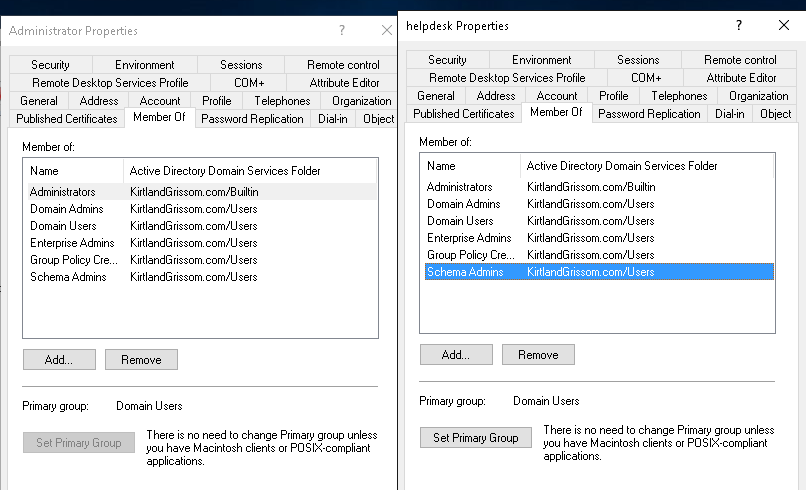 Administrator Properties
?
Security Environment Sessions Remote control
Remote Desktop Services Profile COM+ Attribute Editor
General Address Account Profile Telephones Organization
Published Certificates Member Of Password Replication Dial-in Object
Member of:
Name Active Directory Domain Services Folder
Administrators KirtlandGrissom.com/Builtin
Domain Admins KirtlandGrissom.com/Users
Domain Users KirtlandGrissom.com/Users
Enterprise Admins KirtlandGrissom.com/Users
Group Policy Cre... KirtlandGrissom.com/Users
Schema Admins KirtlandGrissom.com/Users
Add... Remove
Primary group: Domain Users
Set Primary Group
There is no need to change Primary group unless
you have Macintosh clients or POSIX-compliant
applications.
helpdesk Properties
?
Security Environment Sessions Remote control
Remote Desktop Services Profile COM+ Attribute Editor
General Address Account Profile Telephones Organization
Published Certificates Member Of Password Replication Dial-in Object
Member of:
Name Active Directory Domain Services Folder
Administrators KirtlandGrissom.com/Builtin
Domain Admins KirtlandGrissom.com/Users
Domain Users KirtlandGrissom.com/Users
Enterprise Admins KirtlandGrissom.com/Users
Group Policy Cre... KirtlandGrissom.com/Users
Schema Admins KirtlandGrissom.com/Users
Add... Remove
Primary group: Domain Users
Set Primary Group
There is no need to change Primary group unless
you have Macintosh clients or POSIX-compliant
applications.